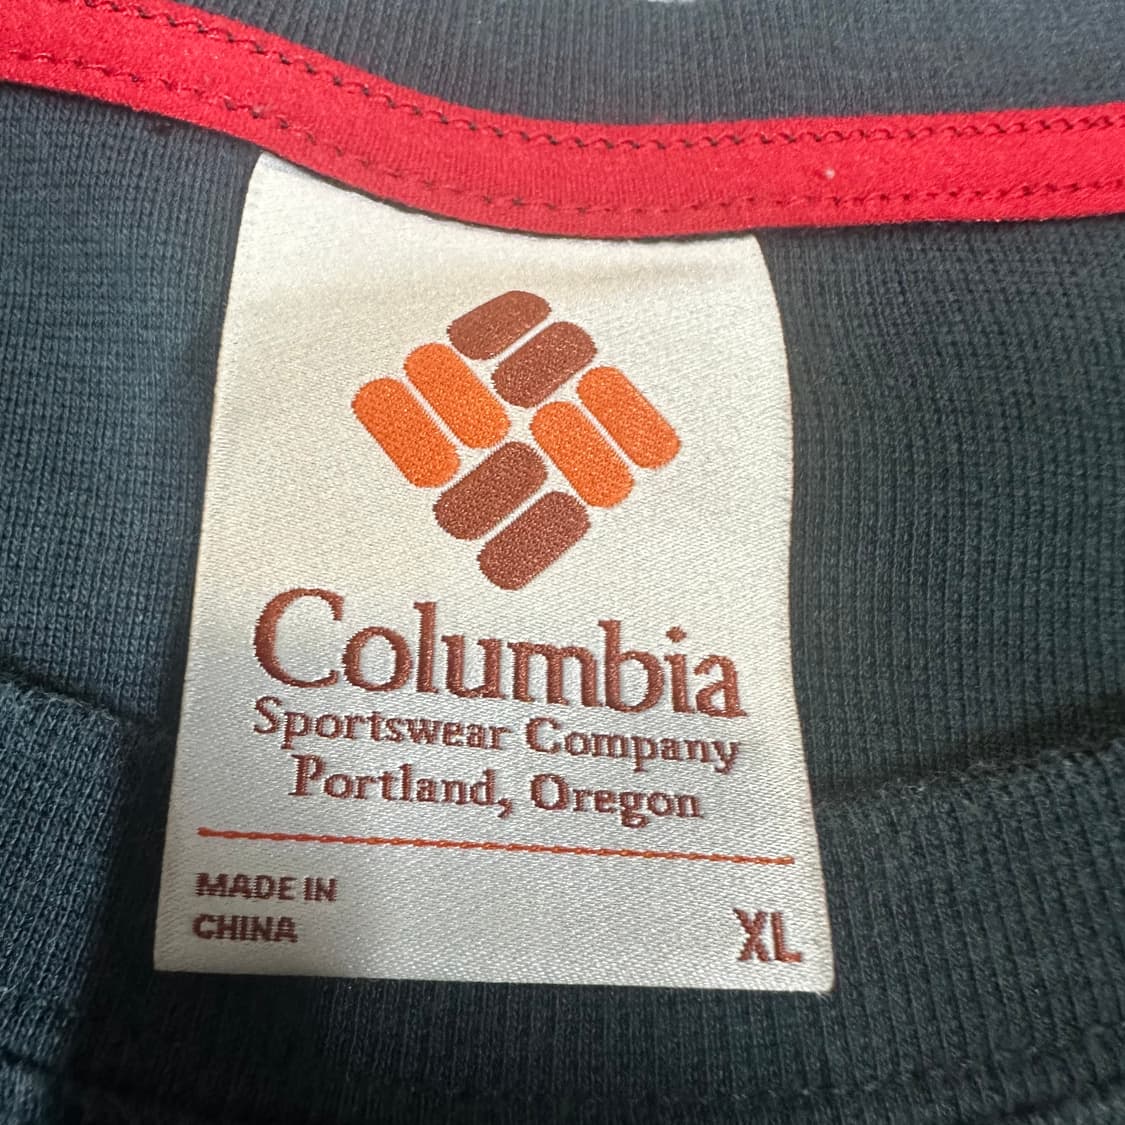 Columbia
Sportswear Company
Portland, Oregon
MADE IN
CHINA
XL